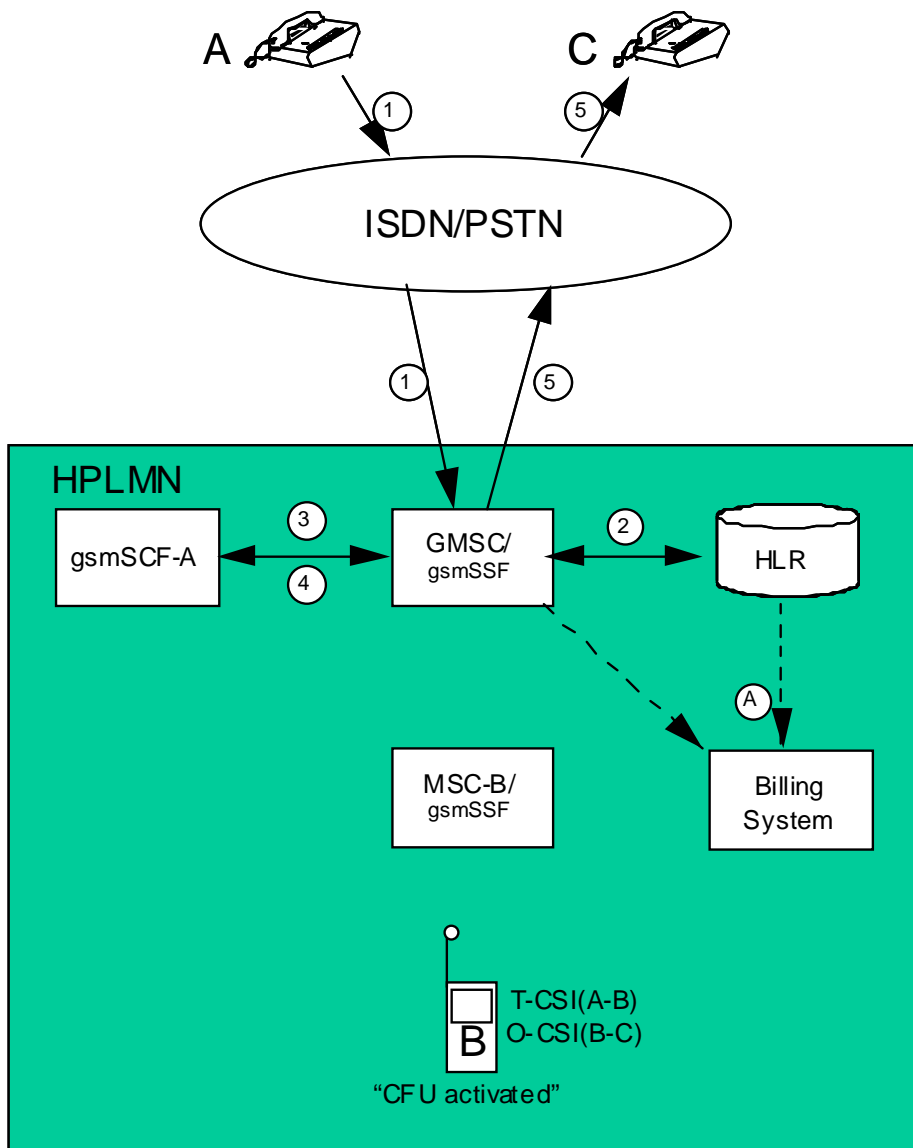 A
C
1
5
ISDN/PSTN
1
5
HPLMN
gsmSCF-A
3
4
GMSC/
gsmSSF
2
HLR
A
MSC-B/
gsmSSF
Billing
System
B
T-CSI(A-B)
O-CSI(B-C)
“CFU activated”